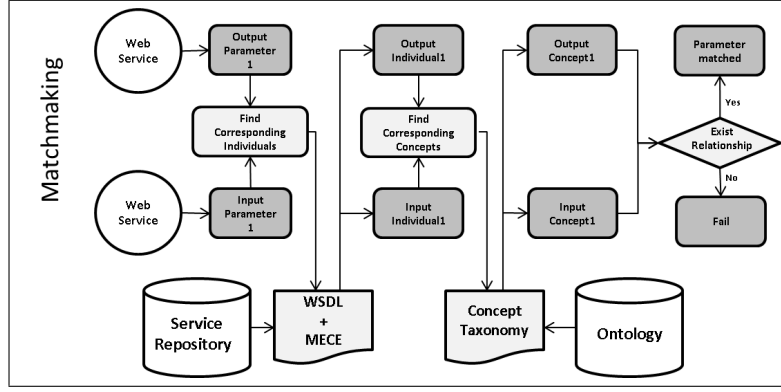 Matchmaking
Web
Service
Output
Parameter
1
Find
Corresponding
Individuals
Web
Service
Input
Parameter
1
Output
Individual1
Find
Corresponding
Concepts
Input
Individual1
Output
Concept1
Input
Concept1
Parameter
matched
Yes
Exist
Relationship
No
Fail
Service
Repository
WSDL
+
MECE
Concept
Taxonomy
Ontology